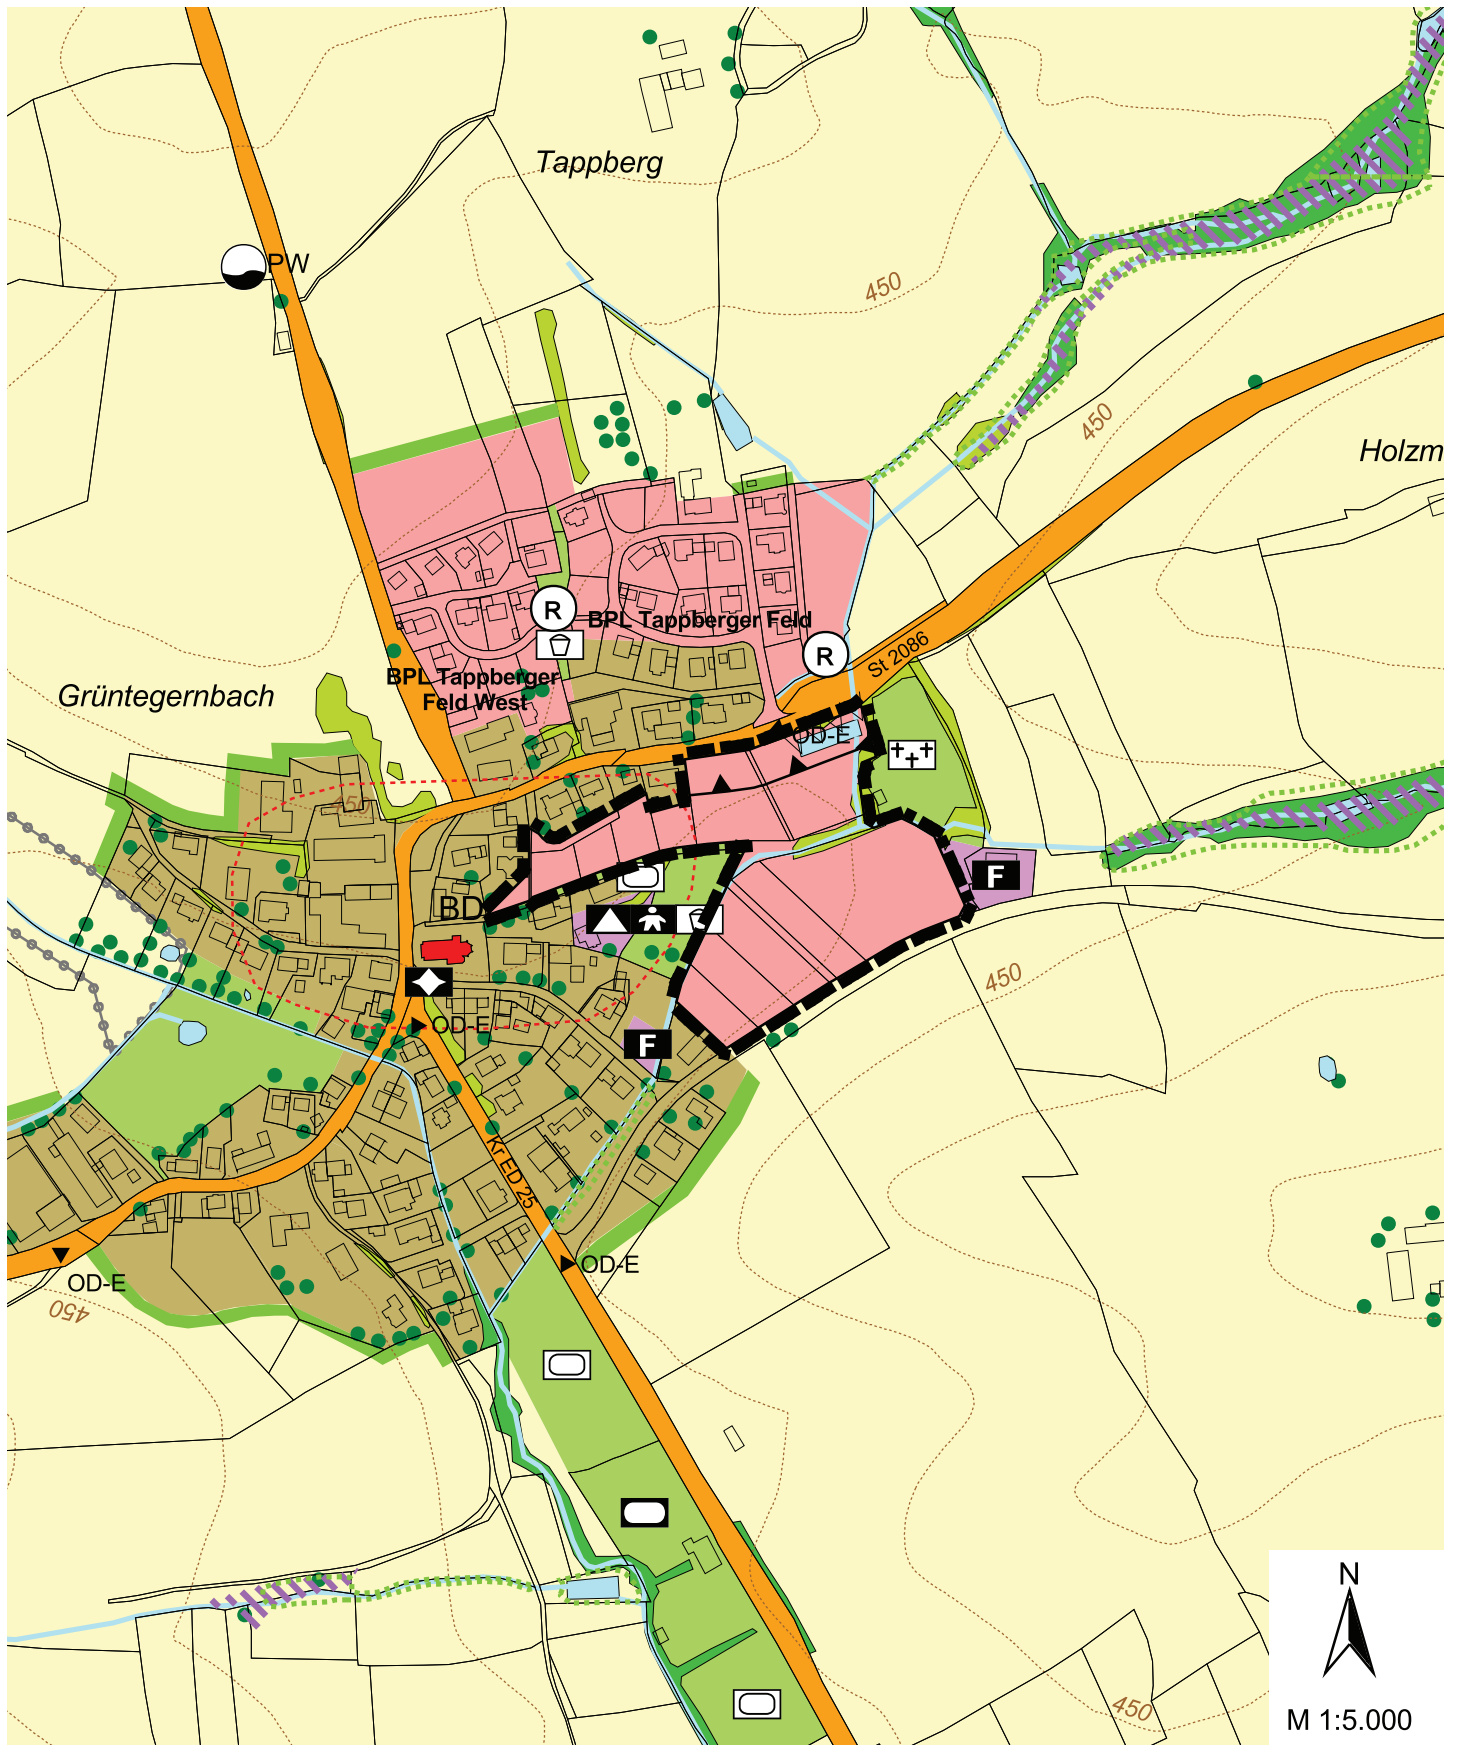 Tappberg
PW
450
450
Holzm
R
BPL Tappberger Feld
R
St 2086
BPL Tappberger
Feld West
Grüntegernbach
OD-E
450
F
BD
450
OD-E
F
Kr ED 25
OD-E
OD-E
450
N
450
M 1:5.000